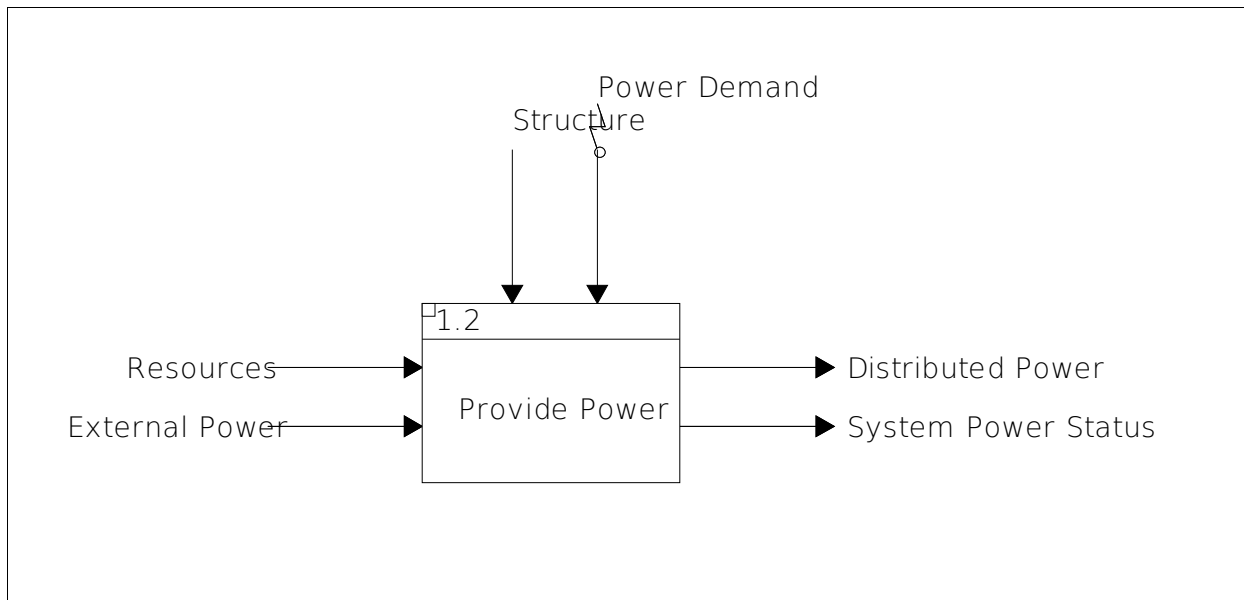 Power Demand
Structure
1.2
Resources
Distributed Power
Provide Power
External Power
System Power Status